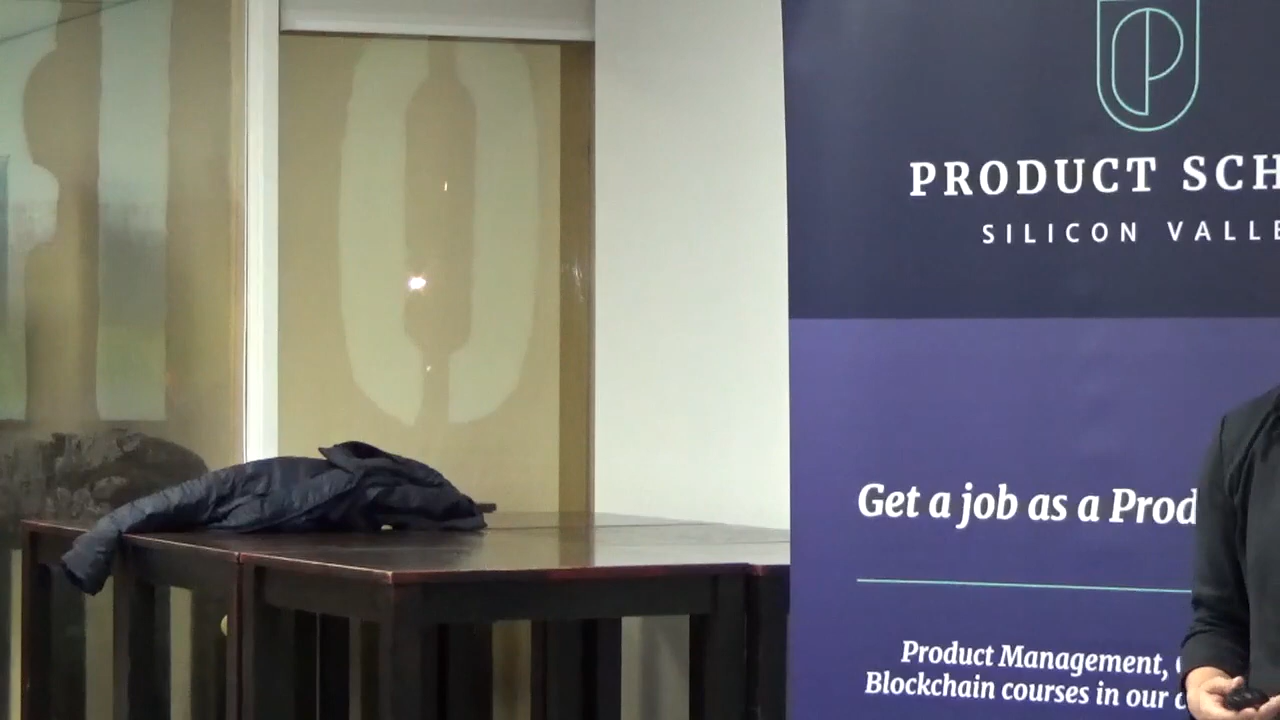 PRODUCT SCH
SILICON VALLE
Get a job as a Prod
Product Management,
Blockchain courses in our